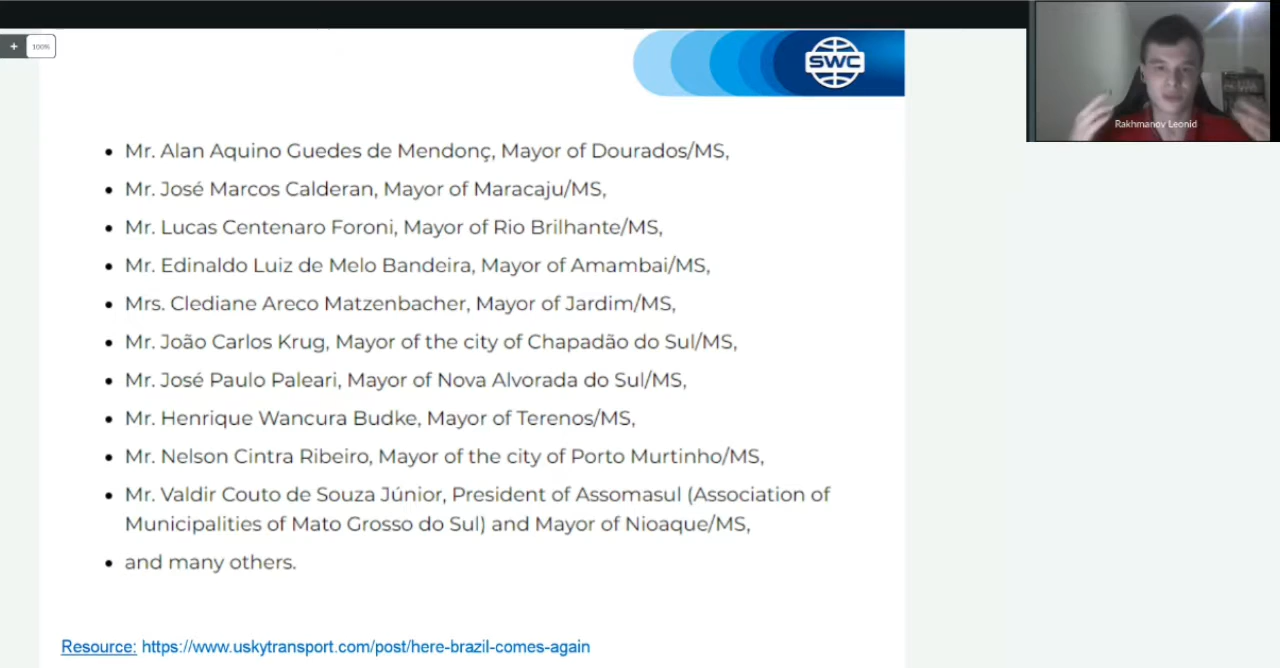 + 100%
SWC
Rakhmanov Leonid
• Mr. Alan Aquino Guedes de Mendonç, Mayor of Dourados/MS,
• Mr. José Marcos Calderan, Mayor of Maracaju/MS,
• Mr. Lucas Centenaro Foroni, Mayor of Rio Brilhante/MS,
• Mr. Edinaldo Luiz de Melo Bandeira, Mayor of Amambai/MS,
• Mrs. Clediane Areco Matzenbacher, Mayor of Jardim/MS,
• Mr. João Carlos Krug, Mayor of the city of Chapadão do Sul/MS,
• Mr. José Paulo Paleari, Mayor of Nova Alvorada do Sul/MS,
• Mr. Henrique Wancura Budke, Mayor of Terenos/MS,
• Mr. Nelson Cintra Ribeiro, Mayor of the city of Porto Murtinho/MS,
• Mr. Valdir Couto de Souza Júnior, President of Assomasul (Association of
Municipalities of Mato Grosso do Sul) and Mayor of Nioaque/MS,
• and many others.
Resource: https://www.uskytransport.com/post/here-brazil-comes-again